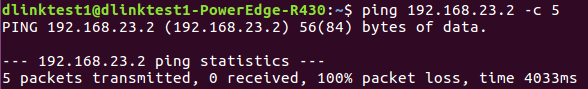 dlinktest1@dlinktest1-PowerEdge-R430:~$ ping 192.168.23.2 -c 5
PING 192.168.23.2 (192.168.23.2) 56(84) bytes of data.

--- 192.168.23.2 ping statistics ---
5 packets transmitted, 0 received, 100% packet loss, time 4033ms